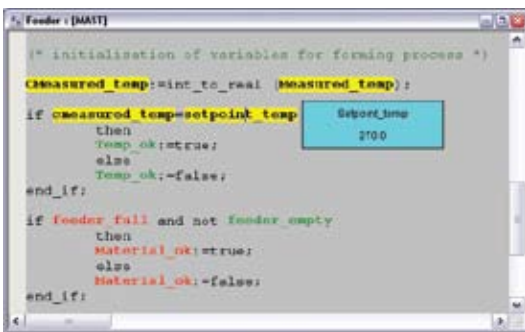 Feeder : [MAST]
(* initialisation of variables for forming process *)
CMeasured_temp:=int_to_real (Measured_temp);
if cmeasured_temp=setpoint_temp
Setpoint_temp
210.0
then
Temp_ok:=true;
else
Temp_ok:=false;
end_if;
if feeder_full and not feeder_empty
then
Material_ok:=true;
else
Material_ok:=false;
end_if;